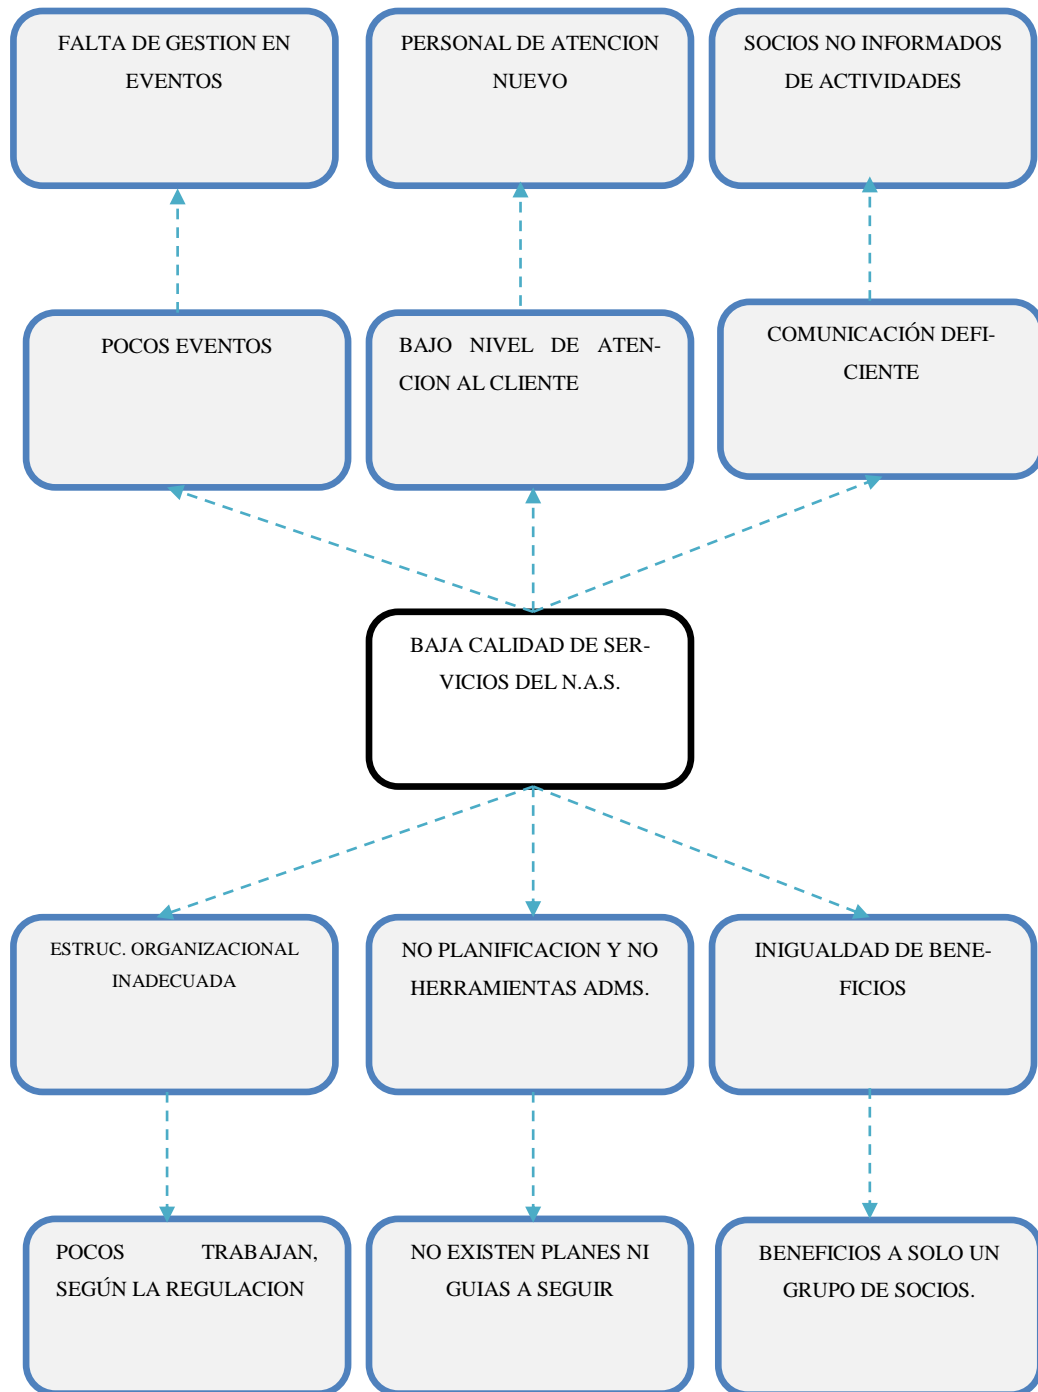 FALTA DE GESTION EN
EVENTOS
PERSONAL DE ATENCION
NUEVO
SOCIOS NO INFORMADOS
DE ACTIVIDADES
POCOS EVENTOS
BAJO NIVEL DE ATEN-
CION AL CLIENTE
COMUNICACIÓN DEFI-
CIENTE
BAJA CALIDAD DE SER-
VICIOS DEL N.A.S.
ESTRUC. ORGANIZACIONAL
INADECUADA
NO PLANIFICACION Y NO
HERRAMIENTAS ADMS.
INIGUALDAD DE BENE-
FICIOS
POCOS TRABAJAN,
SEGÚN LA REGULACION
NO EXISTEN PLANES NI
GUIAS A SEGUIR
BENEFICIOS A SOLO UN
GRUPO DE SOCIOS.